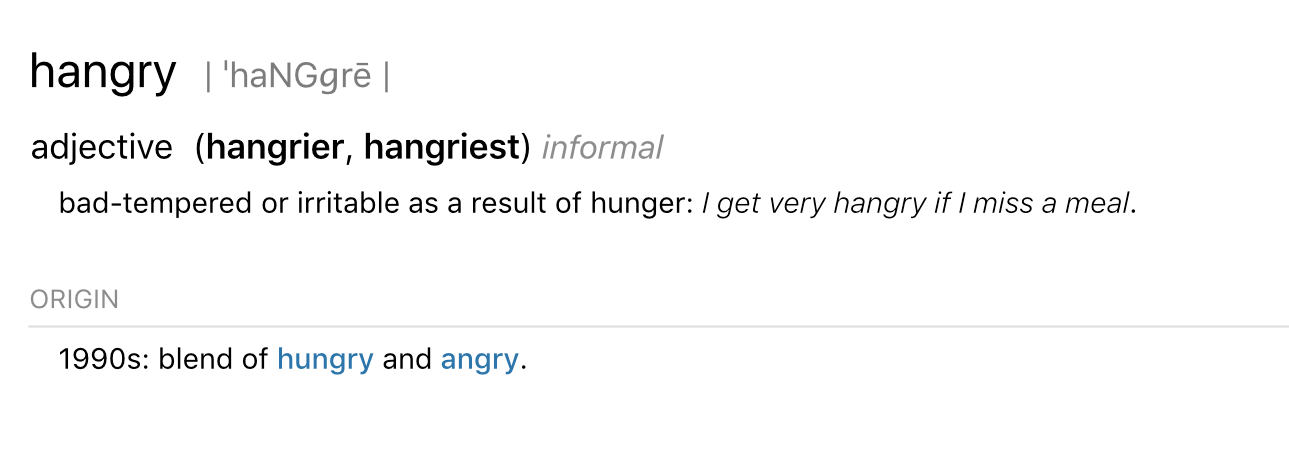 hangry | ˈhaNGɡrē |
adjective (hangrier, hangriest) informal
bad-tempered or irritable as a result of hunger: I get very hangry if I miss a meal.
ORIGIN
1990s: blend of hungry and angry.